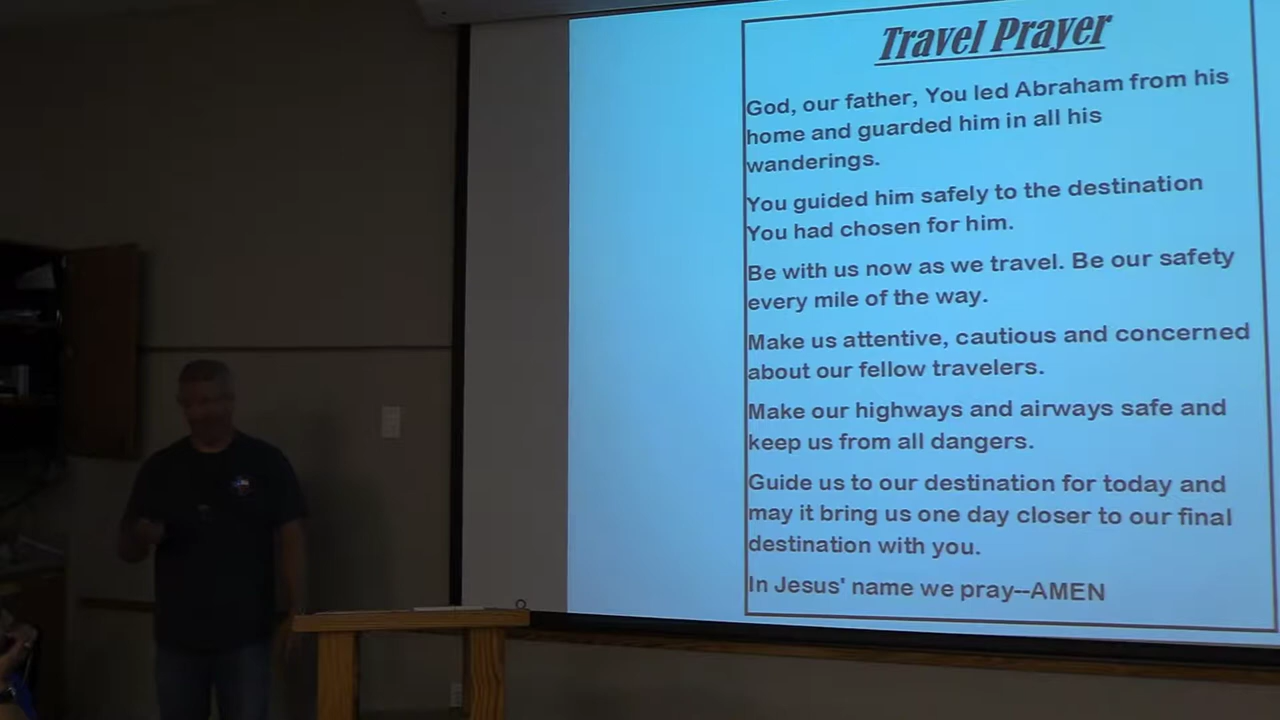 Travel Prayer
God, our father, You led Abraham from his
home and guarded him in all his
wanderings.
You guided him safely to the destination
You had chosen for him.
Be with us now as we travel. Be our safety
every mile of the way.
Make us attentive, cautious and concerned
about our fellow travelers.
Make our highways and airways safe and
keep us from all dangers.
Guide us to our destination for today and
may it bring us one day closer to our final
destination with you.
In Jesus' name we pray--AMEN